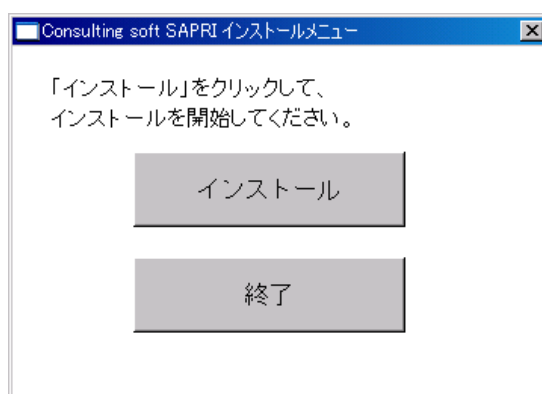 Consulting soft SAPRI インストールメニュー
「インストール」をクリックして、
インストールを開始してください。
インストール
終了